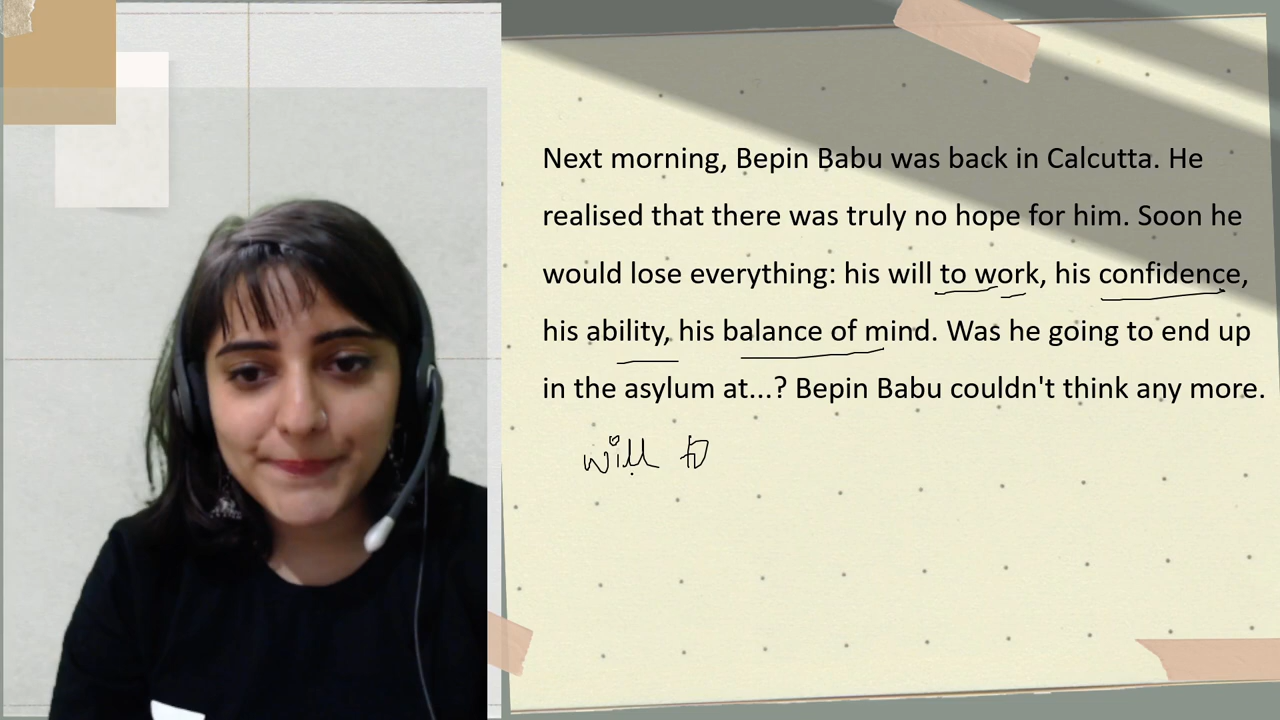 Next morning, Bepin Babu was back in Calcutta. He
realised that there was truly no hope for him. Soon he
would lose everything: his will to work, his confidence,
his ability, his balance of mind. Was he going to end up
in the asylum at...? Bepin Babu couldn't think any more.
will to